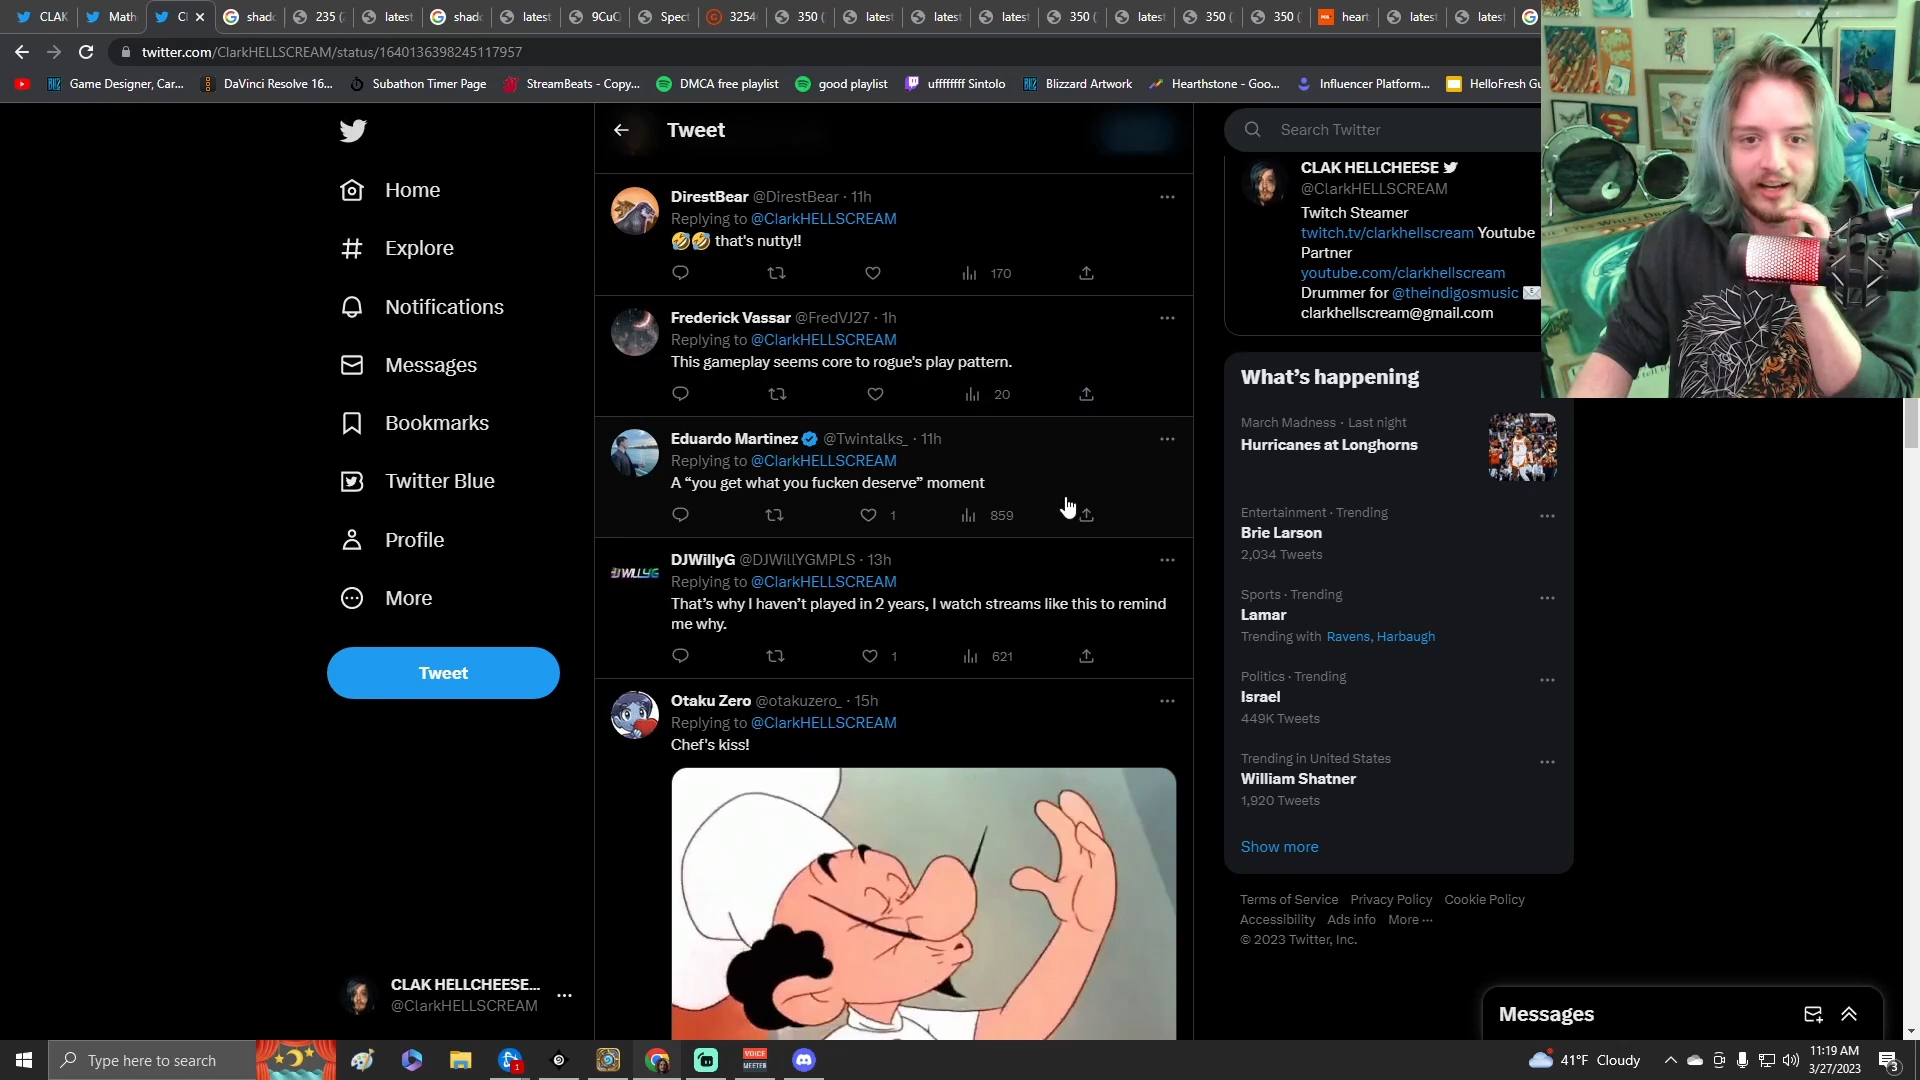 CLAK
Math
Cl
shado
235 (
latest
shado
latest
9CuC
Spect
3254
350 (
latest
latest
latest
350 (
latest
350 (
350 (
heart
latest
latest
twitter.com/ClarkHELLSCREAM/status/1640136398245117957
Game Designer, Car...
DaVinci Resolve 16...
Subathon Timer Page
StreamBeats - Copy...
DMCA free playlist
good playlist
uffffffff Sintolo
Blizzard Artwork
Hearthstone - Goo...
Influencer Platform...
HelloFresh Gu
Home
Explore
Notifications
Messages
Bookmarks
Twitter Blue
Profile
More
Tweet
CLAK HELLCHEESE...
@ClarkHELLSCREAM
Tweet
DirestBear @DirestBear · 11h
Replying to @ClarkHELLSCREAM
🤣🤣 that's nutty!!
170
Frederick Vassar @FredVJ27 · 1h
Replying to @ClarkHELLSCREAM
This gameplay seems core to rogue's play pattern.
20
Eduardo Martinez @Twintalks_ · 11h
Replying to @ClarkHELLSCREAM
A “you get what you fucken deserve” moment
1 859
DJWillyG @DJWillYGMPLS · 13h
Replying to @ClarkHELLSCREAM
That’s why I haven’t played in 2 years, I watch streams like this to remind
me why.
1 621
Otaku Zero @otakuzero_ · 15h
Replying to @ClarkHELLSCREAM
Chef's kiss!
Search Twitter
CLAK HELLCHEESE
@ClarkHELLSCREAM
Twitch Steamer
twitch.tv/clarkhellscream Youtube
Partner
youtube.com/clarkhellscream
Drummer for @theindigosmusic
clarkhellscream@gmail.com
What’s happening
March Madness · Last night
Hurricanes at Longhorns
Entertainment · Trending
Brie Larson
2,034 Tweets
Sports · Trending
Lamar
Trending with Ravens, Harbaugh
Politics · Trending
Israel
449K Tweets
Trending in United States
William Shatner
1,920 Tweets
Show more
Terms of Service Privacy Policy Cookie Policy
Accessibility Ads info More ···
© 2023 Twitter, Inc.
Messages
Type here to search
1
VOICE
MEETER
41°F Cloudy
11:19 AM
3/27/2023
3